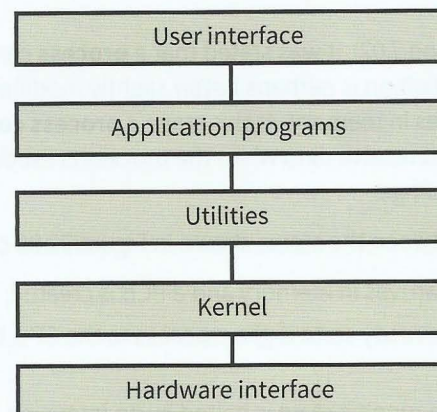 User interface
Application programs
Utilities
Kernel
Hardware interface